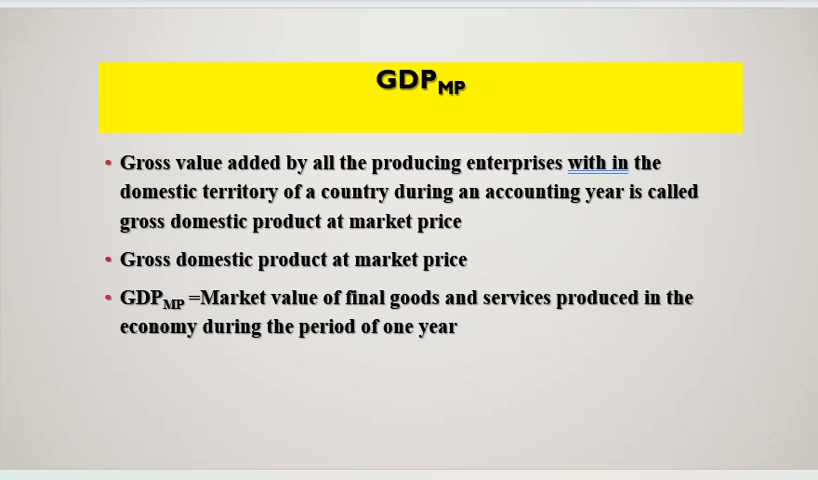 GDPMP
• Gross value added by all the producing enterprises with in the
domestic territory of a country during an accounting year is called
gross domestic product at market price
• Gross domestic product at market price
• GDPMP =Market value of final goods and services produced in the
economy during the period of one year